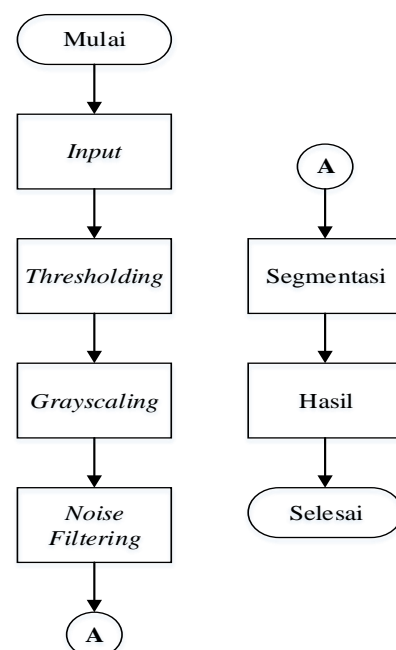 Mulai
Input
Thresholding
Grayscaling
Noise
Filtering
A
A
Segmentasi
Hasil
Selesai